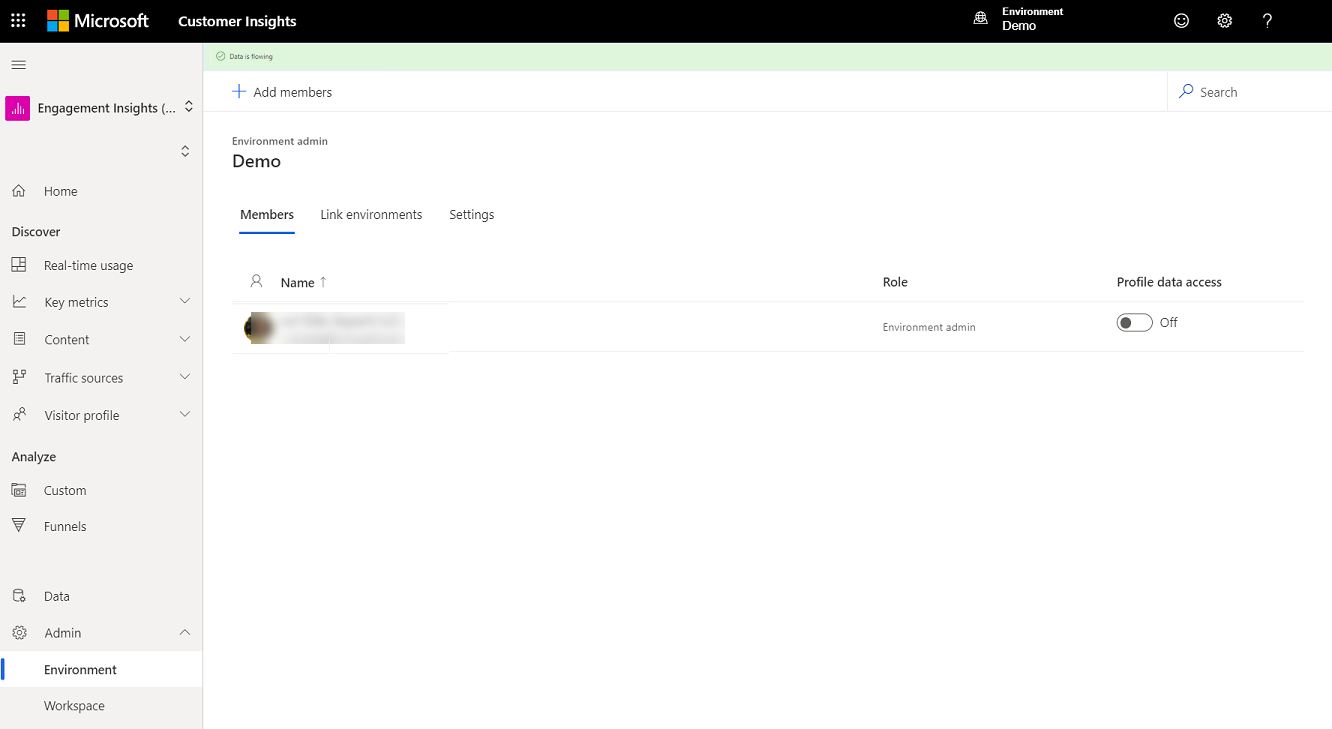 Microsoft Customer Insights
Environment
Demo
Data is flowing
Add members
Search
Engagement Insights (...
Home
Discover
Real-time usage
Key metrics
Content
Traffic sources
Visitor profile
Analyze
Custom
Funnels
Data
Admin
Environment
Workspace
Environment admin
Demo
Members Link environments Settings
Name ↑ Role Profile data access
Environment admin Off